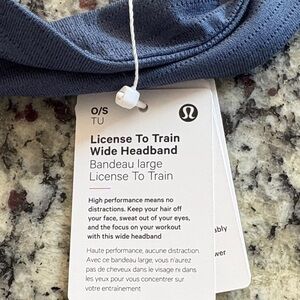 O/S
TU
License To Train
Wide Headband
Bandeau large
License To Train
High performance means no
distractions. Keep your hair off
your face, sweat out of your eyes,
and the focus on your workout
with this wide headband
Haute performance, aucune distraction.
Avec ce bandeau large, vous n'aurez
pas de cheveux dans le visage ni dans
les yeux pour vous concentrer sur
votre entraînement